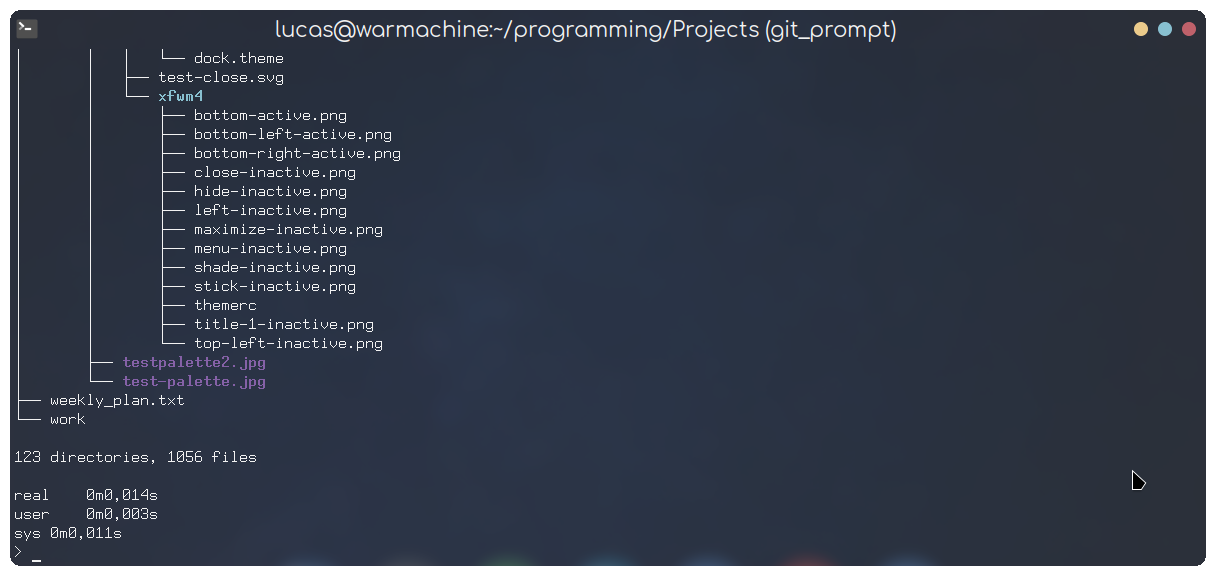 lucas@warmachine:~/programming/Projects (git_prompt)
│       │   │   └── dock.theme
│       │   ├── test-close.svg
│       │   └── xfwm4
│       │       ├── bottom-active.png
│       │       ├── bottom-left-active.png
│       │       ├── bottom-right-active.png
│       │       ├── close-inactive.png
│       │       ├── hide-inactive.png
│       │       ├── left-inactive.png
│       │       ├── maximize-inactive.png
│       │       ├── menu-inactive.png
│       │       ├── shade-inactive.png
│       │       ├── stick-inactive.png
│       │       ├── themerc
│       │       ├── title-1-inactive.png
│       │       └── top-left-inactive.png
│       ├── testpalette2.jpg
│       └── test-palette.jpg
├── weekly_plan.txt
└── work
123 directories, 1056 files
real    0m0,014s
user    0m0,003s
sys 0m0,011s
> _